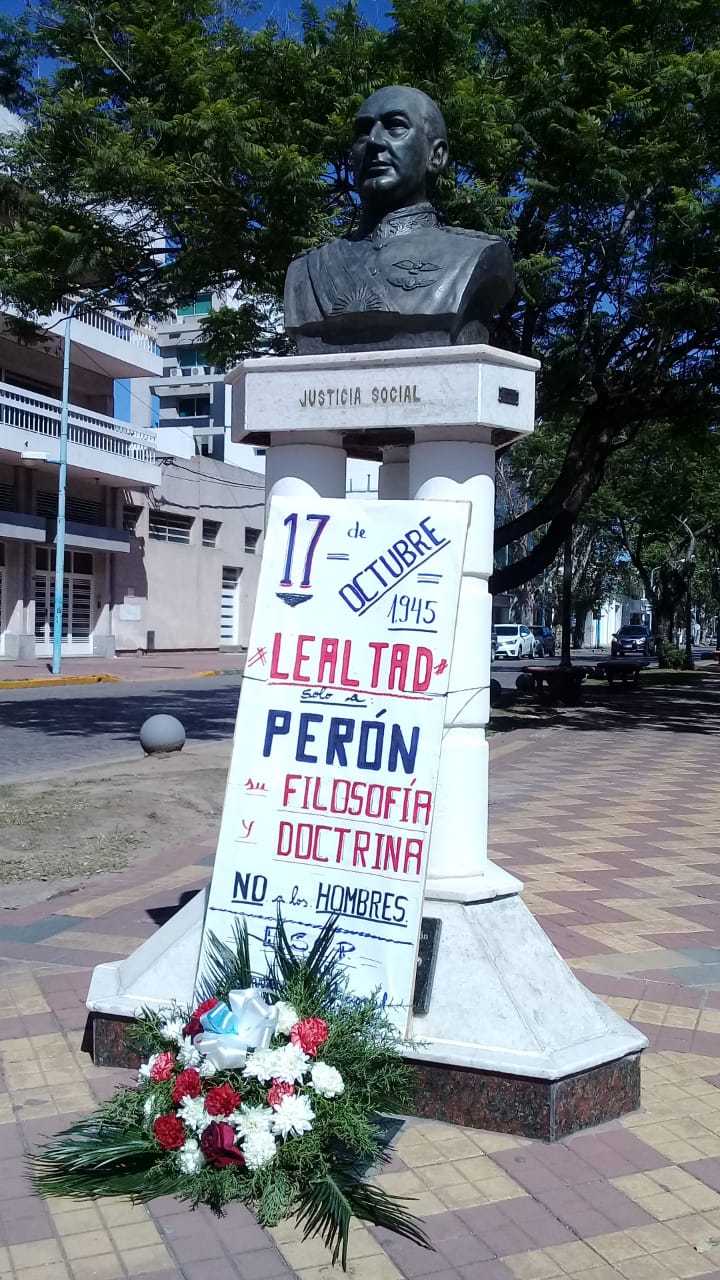 JUSTICIA SOCIAL
17 de OCTUBRE 1945
LEALTAD
solo a:
PERÓN
su FILOSOFÍA
y DOCTRINA
NO a los HOMBRES